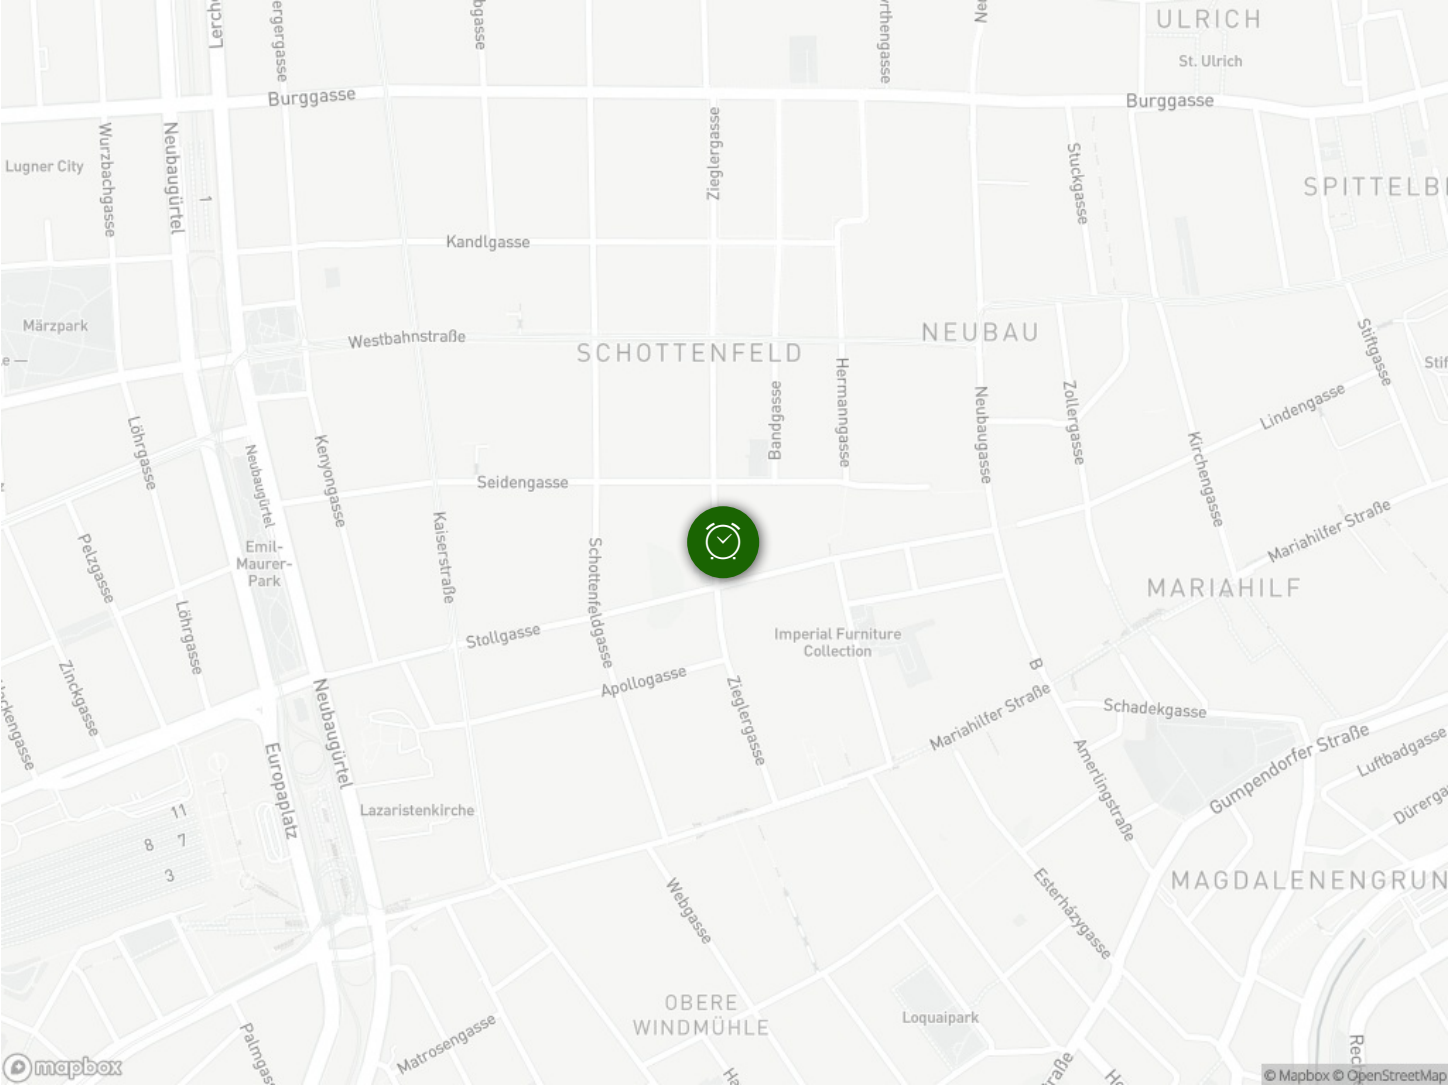 ULRICH
St. Ulrich
Burggasse
Burggasse
Lugner City
Wurzbachgasse
Neubaugürtel
1
Zieglergasse
Stuckgasse
SPITTELBE
Kandlgasse
Märzpark
Westbahnstraße
SCHOTTENFELD
NEUBAU
Stiftgasse
Hermanngasse
Bandgasse
Neubaugasse
Zollergasse
Lindengasse
Löhrgasse
Kenyongasse
Neubaugürtel
Kirchengasse
Seidengasse
Kaiserstraße
Mariahilfer Straße
Pelzgasse
Emil-
Maurer-
Park
Schottenfeldgasse
MARIAHILF
Löhrgasse
Stollgasse
Imperial Furniture
Collection
Zinckgasse
Apollogasse
Zieglergasse
Neubaugürtel
Mariahilfer Straße
Schadekgasse
Europaplatz
Amerlingstraße
Gumpendorfer Straße
Luftbadgasse
11
8 7
3
Lazaristenkirche
MAGDALENENGRUN
Webgasse
Esterházygasse
OBERE
WINDMÜHLE
Loquaipark
Matrosengasse
mapbox
© Mapbox © OpenStreetMap